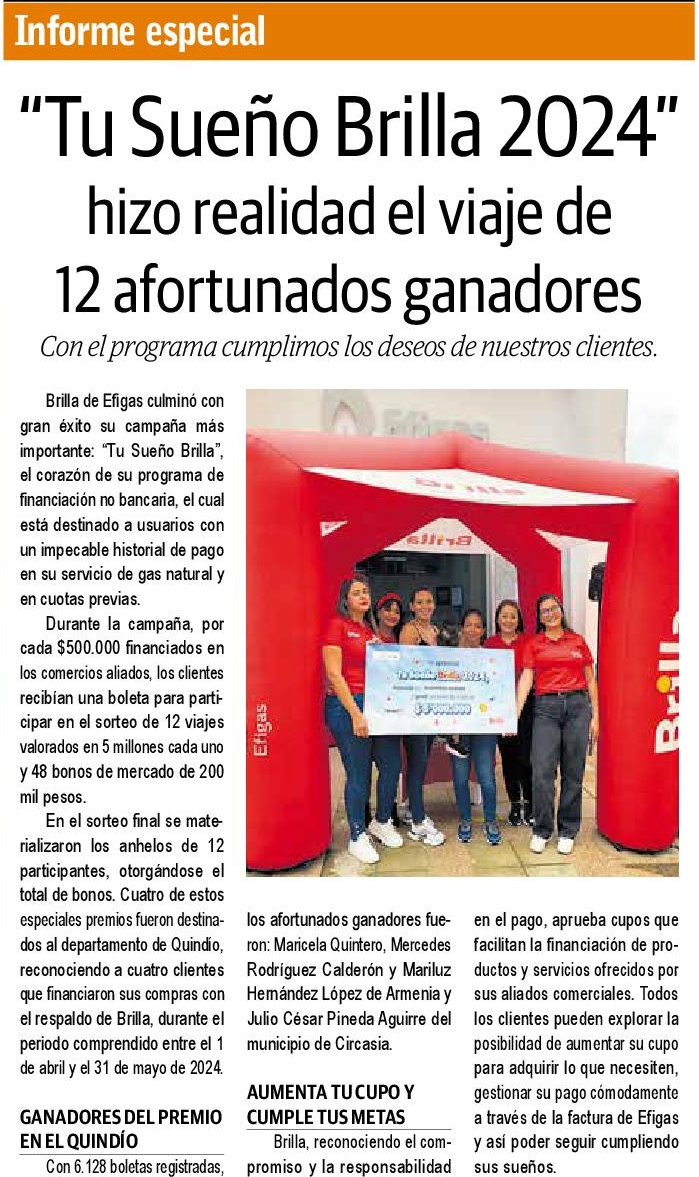 Informe especial
“Tu Sueño Brilla 2024”
hizo realidad el viaje de
12 afortunados ganadores
Con el programa cumplimos los deseos de nuestros clientes.
Brilla de Efigas culminó con
gran éxito su campaña más
importante: “Tu Sueño Brilla”,
el corazón de su programa de
financiación no bancaria, el cual
está destinado a usuarios con
un impecable historial de pago
en su servicio de gas natural y
en cuotas previas.
Durante la campaña, por
cada $500.000 financiados en
los comercios aliados, los clientes
recibían una boleta para parti-
cipar en el sorteo de 12 viajes
valorados en 5 millones cada uno
y 48 bonos de mercado de 200
mil pesos.
En el sorteo final se mate-
rializaron los anhelos de 12
participantes, otorgándose el
total de bonos. Cuatro de estos
especiales premios fueron destina-
dos al departamento de Quindío,
reconociendo a cuatro clientes
que financiaron sus compras con
el respaldo de Brilla, durante el
periodo comprendido entre el 1
de abril y el 31 de mayo de 2024.
GANADORES DEL PREMIO
EN EL QUINDÍO
Con 6.128 boletas registradas,
Efigas
Brilla
Brilla
Efigas
Brilla
Tu Sueño Brilla 2024
los afortunados ganadores fue-
ron: Maricela Quintero, Mercedes
Rodríguez Calderón y Mariluz
Hernández López de Armenia y
Julio César Pineda Aguirre del
municipio de Circasia.
AUMENTA TU CUPO Y
CUMPLE TUS METAS
Brilla, reconociendo el com-
promiso y la responsabilidad
en el pago, aprueba cupos que
facilitan la financiación de pro-
ductos y servicios ofrecidos por
sus aliados comerciales. Todos
los clientes pueden explorar la
posibilidad de aumentar su cupo
para adquirir lo que necesiten,
gestionar su pago cómodamente
a través de la factura de Efigas
y así poder seguir cumpliendo
sus sueños.